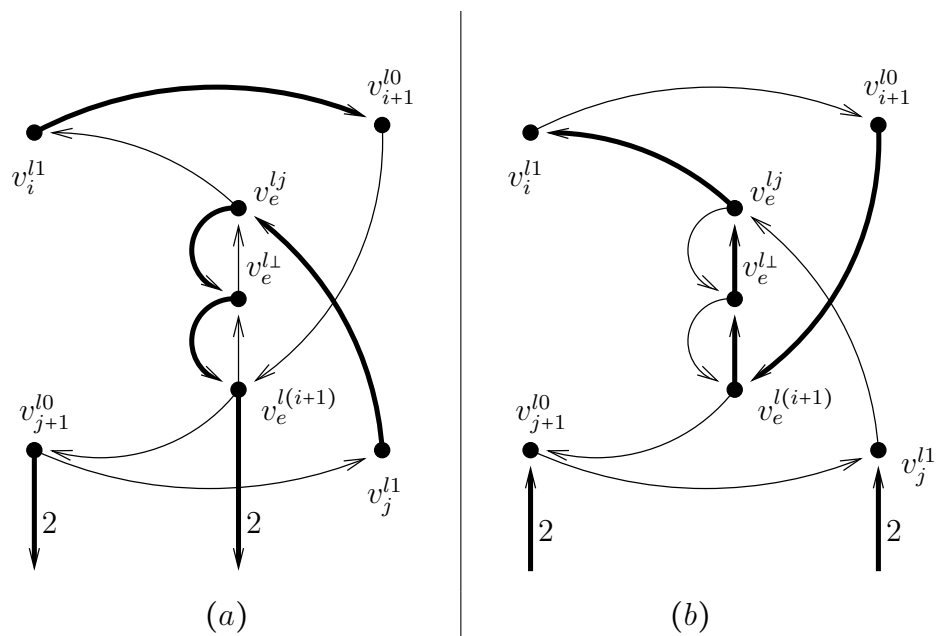 v_{i+1}^{l0}
v_i^{l1}
v_e^{lj}
v_e^{l⊥}
v_e^{l(i+1)}
v_{j+1}^{l0}
v_j^{l1}
2
2
(a)
v_{i+1}^{l0}
v_i^{l1}
v_e^{lj}
v_e^{l⊥}
v_e^{l(i+1)}
v_{j+1}^{l0}
v_j^{l1}
2
2
(b)